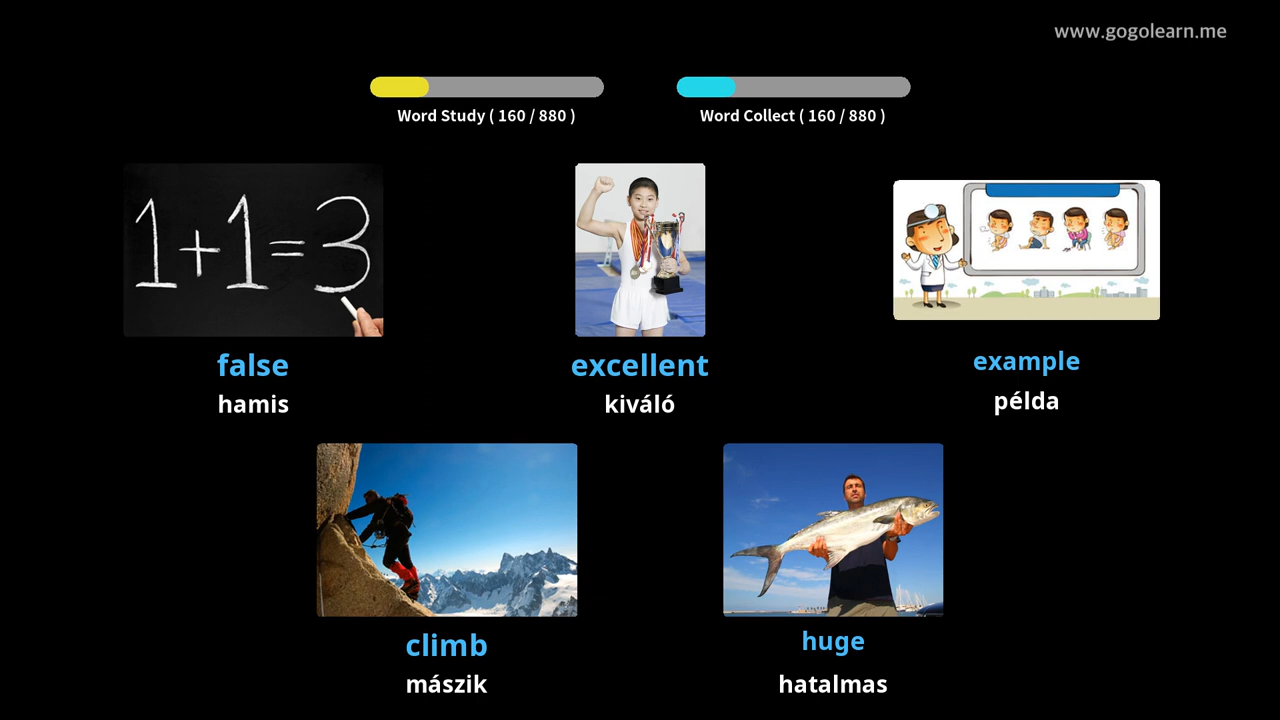 www.gogolearn.me
Word Study ( 160 / 880 )
Word Collect ( 160 / 880 )
1+1=3
false
hamis
excellent
kiváló
example
példa
climb
mászik
huge
hatalmas